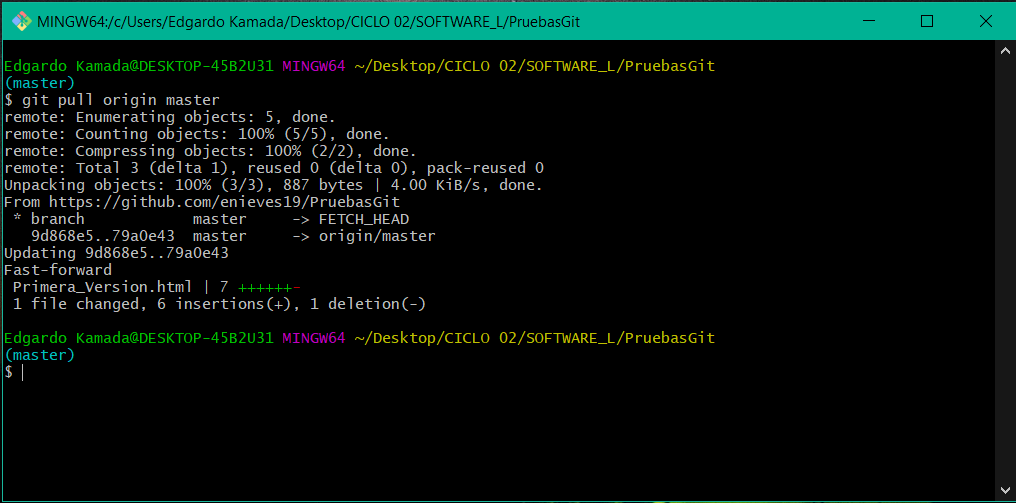 MINGW64:/c/Users/Edgardo Kamada/Desktop/CICLO 02/SOFTWARE_L/PruebasGit
Edgardo Kamada@DESKTOP-45B2U31 MINGW64 ~/Desktop/CICLO 02/SOFTWARE_L/PruebasGit
(master)
$ git pull origin master
remote: Enumerating objects: 5, done.
remote: Counting objects: 100% (5/5), done.
remote: Compressing objects: 100% (2/2), done.
remote: Total 3 (delta 1), reused 0 (delta 0), pack-reused 0
Unpacking objects: 100% (3/3), 887 bytes | 4.00 KiB/s, done.
From https://github.com/enieves19/PruebasGit
 * branch            master     -> FETCH_HEAD
   9d868e5..79a0e43  master     -> origin/master
Updating 9d868e5..79a0e43
Fast-forward
 Primera_Version.html | 7 ++++++-
 1 file changed, 6 insertions(+), 1 deletion(-)
Edgardo Kamada@DESKTOP-45B2U31 MINGW64 ~/Desktop/CICLO 02/SOFTWARE_L/PruebasGit
(master)
$